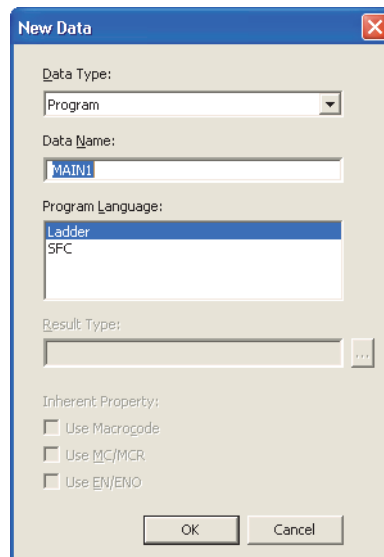 New Data
Data Type:
Program
Data Name:
MAIN1
Program Language:
Ladder
SFC
Result Type:
...
Inherent Property:
Use Macrocode
Use MC/MCR
Use EN/ENO
OK Cancel